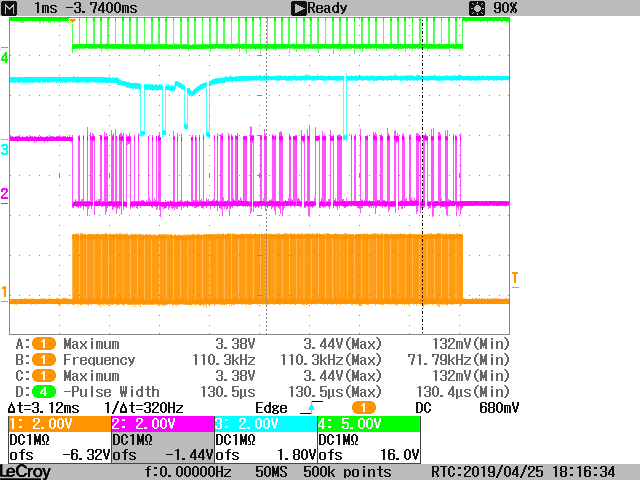 M 1ms -3.7400ms Ready 90%
4
3
2
1
T
A: 1 Maximum 3.38V 3.44V(Max) 132mV(Min)
B: 1 Frequency 110.3kHz 110.3kHz(Max) 71.79kHz(Min)
C: 1 Maximum 3.38V 3.44V(Max) 132mV(Min)
D: 4 -Pulse Width 130.5µs 130.5µs(Max) 130.4µs(Min)
Δt=3.12ms 1/Δt=320Hz Edge 1 DC 680mV
1: 2.00V 2: 2.00V 3: 2.00V 4: 5.00V
DC1MΩ DC1MΩ DC1MΩ DC1MΩ
ofs -6.32V ofs -1.44V ofs 1.80V ofs 16.0V
LeCroy f:0.00000Hz 50MS 500k points RTC:2019/04/25 18:16:34